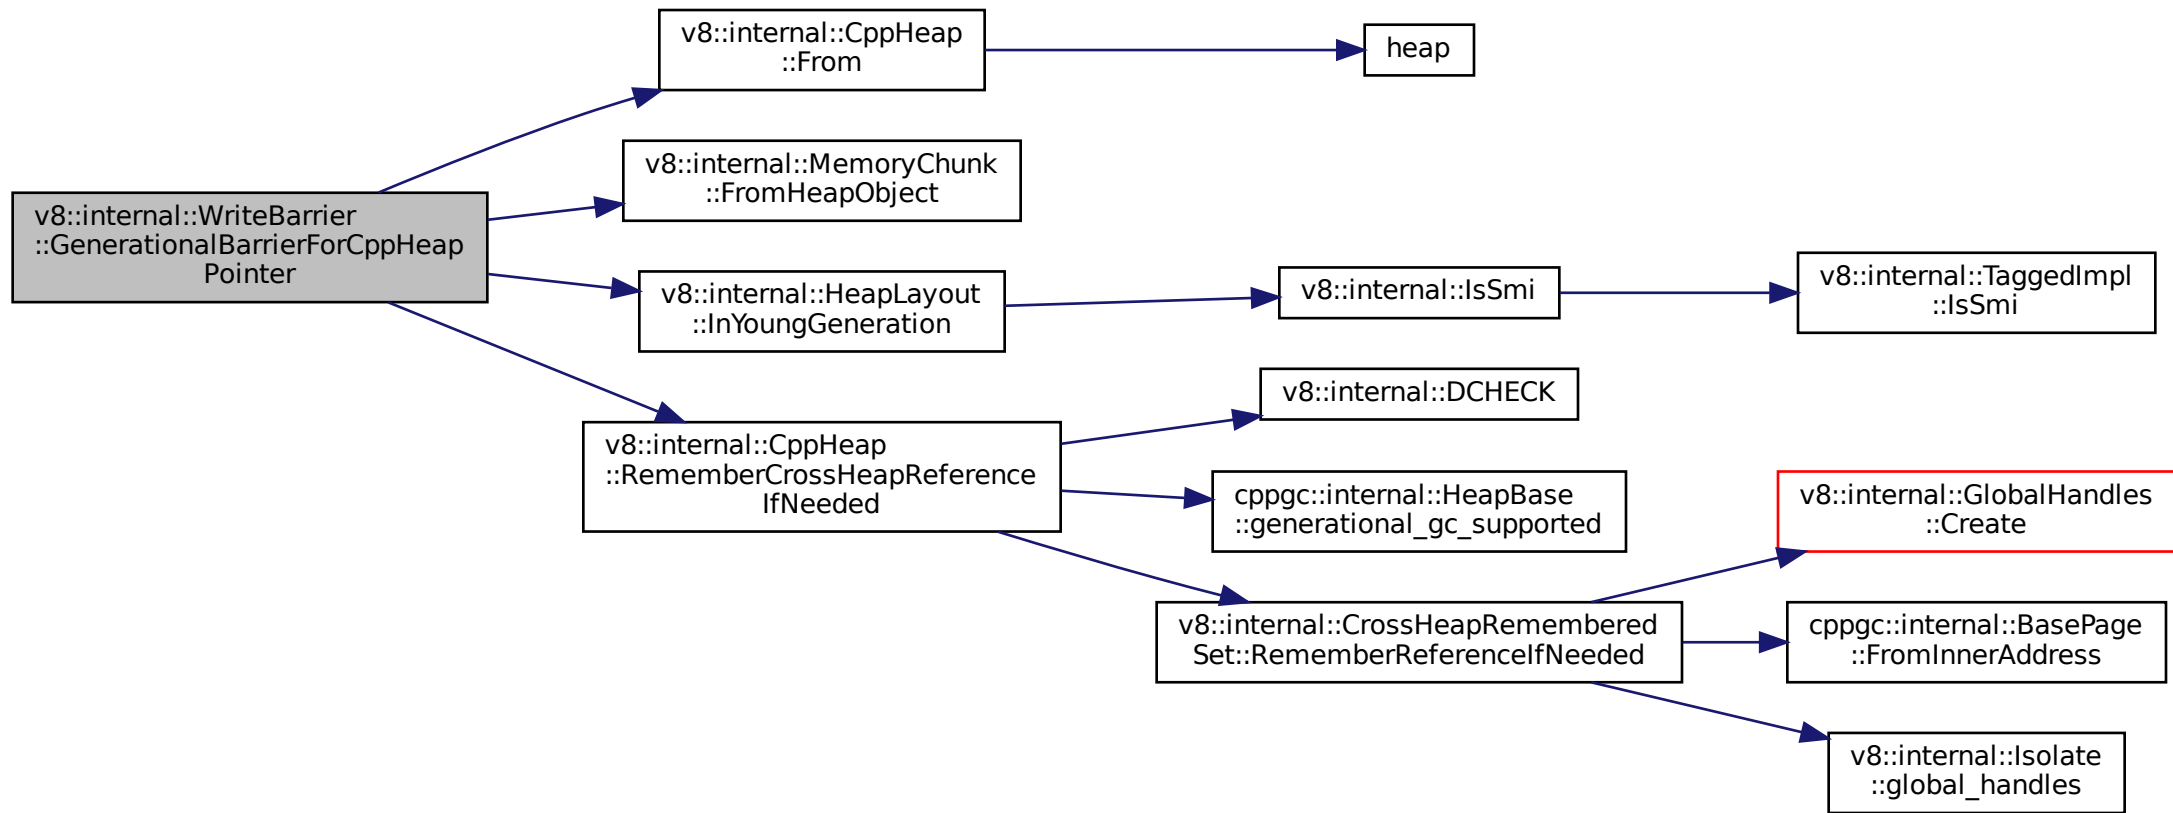 v8::internal::WriteBarrier
::GenerationalBarrierForCppHeap
Pointer
v8::internal::CppHeap
::From
heap
v8::internal::MemoryChunk
::FromHeapObject
v8::internal::HeapLayout
::InYoungGeneration
v8::internal::IsSmi
v8::internal::TaggedImpl
::IsSmi
v8::internal::CppHeap
::RememberCrossHeapReference
IfNeeded
v8::internal::DCHECK
cppgc::internal::HeapBase
::generational_gc_supported
v8::internal::CrossHeapRemembered
Set::RememberReferenceIfNeeded
v8::internal::GlobalHandles
::Create
cppgc::internal::BasePage
::FromInnerAddress
v8::internal::Isolate
::global_handles